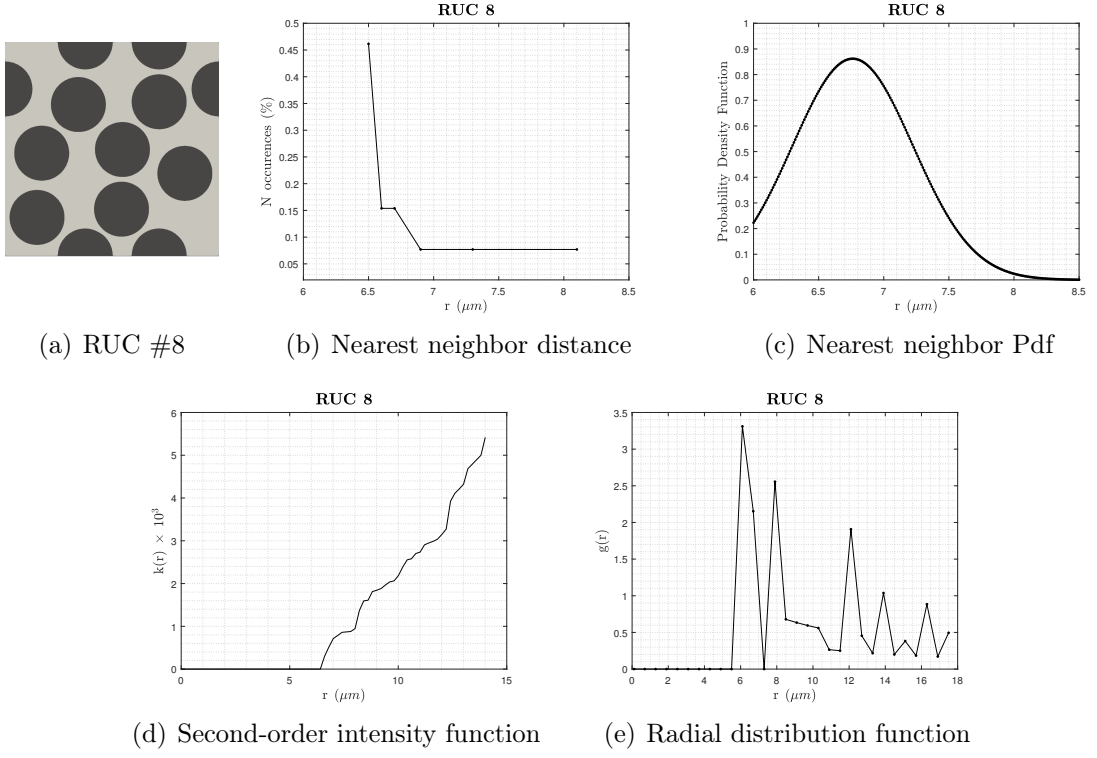 RUC 8
0.5
0.45
0.4
0.35
0.3
0.25
0.2
0.15
0.1
0.05
N occurences (%)
6 6.5 7 7.5 8 8.5
r (μm)
RUC 8
1
0.9
0.8
0.7
0.6
0.5
0.4
0.3
0.2
0.1
0
Probability Density Function
6 6.5 7 7.5 8 8.5
r (μm)
(a) RUC #8
(b) Nearest neighbor distance
(c) Nearest neighbor Pdf
RUC 8
6
5
4
3
2
1
0
k(r) × 10³
0 5 10 15
r (μm)
RUC 8
3.5
3
2.5
2
1.5
1
0.5
0
g(r)
0 2 4 6 8 10 12 14 16 18
r (μm)
(d) Second-order intensity function
(e) Radial distribution function